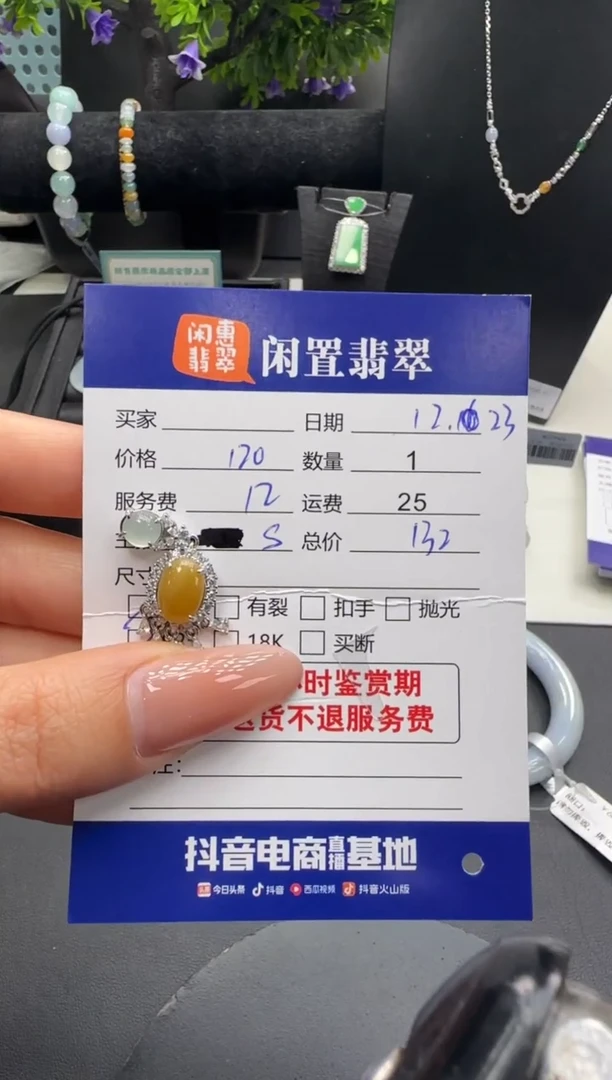 闲惠
翡翠
闲置翡翠
买家 日期 12. 23
价格 120 数量 1
服务费 12 运费 25
S 总价 132
尺寸
有裂 扣手 抛光
18K 买断
时鉴赏期
退货不退服务费
注:
抖音电商直播基地
今日头条 抖音 西瓜视频 抖音火山版